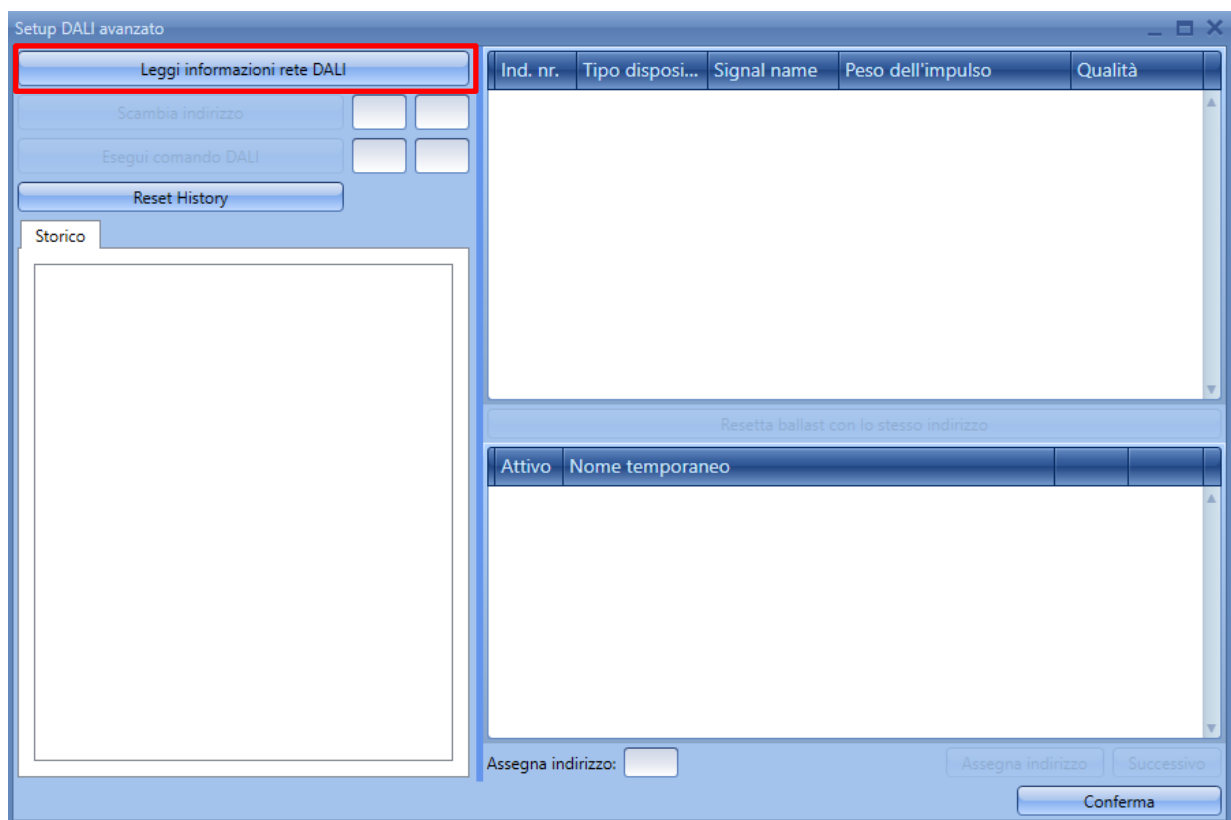 Setup DALI avanzato
Leggi informazioni rete DALI
Scambia indirizzo
Esegui comando DALI
Reset History
Storico
Ind. nr. Tipo disposi... Signal name Peso dell'impulso Qualità
Resetta ballast con lo stesso indirizzo
Attivo Nome temporaneo
Assegna indirizzo: Assegna indirizzo Successivo
Conferma